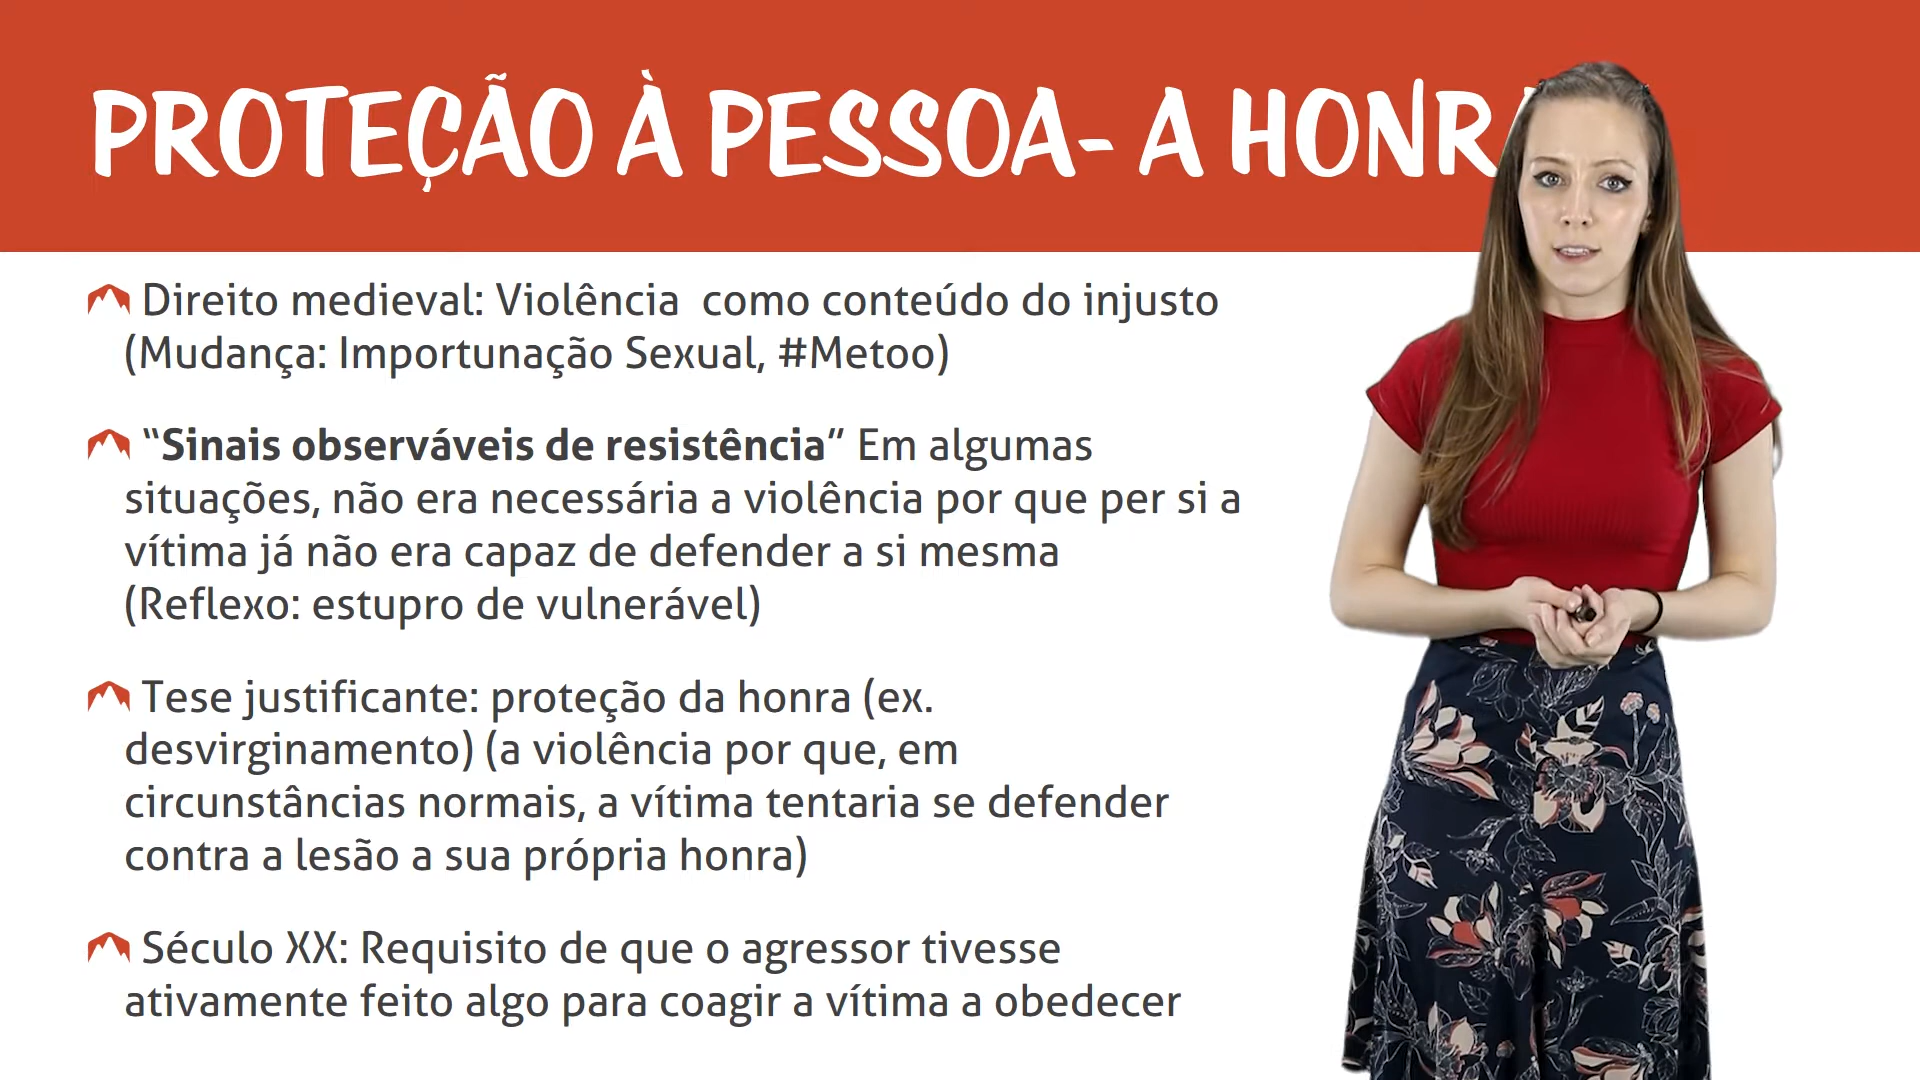 PROTEÇÃO À PESSOA- A HONRA
Direito medieval: Violência como conteúdo do injusto
(Mudança: Importunação Sexual, #Metoo)
“Sinais observáveis de resistência” Em algumas
situações, não era necessária a violência por que per si a
vítima já não era capaz de defender a si mesma
(Reflexo: estupro de vulnerável)
Tese justificante: proteção da honra (ex.
desvirginamento) (a violência por que, em
circunstâncias normais, a vítima tentaria se defender
contra a lesão a sua própria honra)
Século XX: Requisito de que o agressor tivesse
ativamente feito algo para coagir a vítima a obedecer